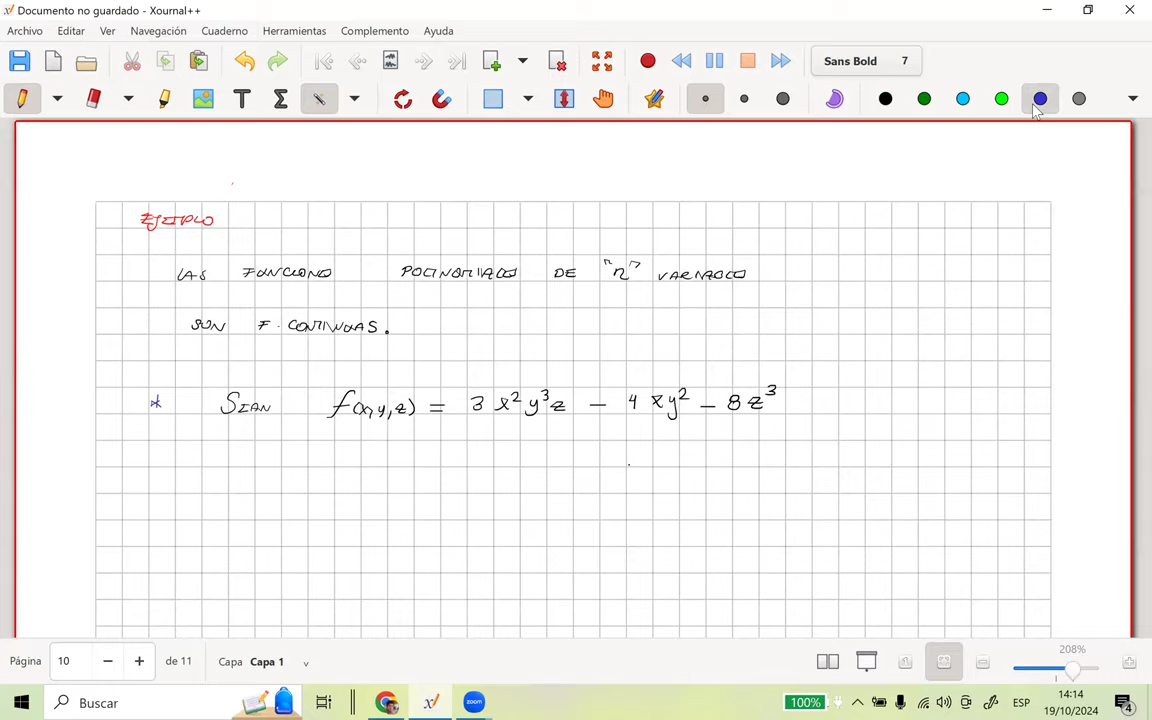 Documento no guardado - Xournal++
Archivo Editar Ver Navegación Cuaderno Herramientas Complemento Ayuda
Sans Bold 7
EJEMPLO
LAS FUNCIONES POLINOMIALES DE "n" VARIABLES
SON F. CONTINUAS.
* SEAN f(x,y,z) = 3x²y³z − 4xy² − 8z³
Página 10 de 11 Capa Capa 1 208%
Buscar 100% ESP 14:14
19/10/2024 4